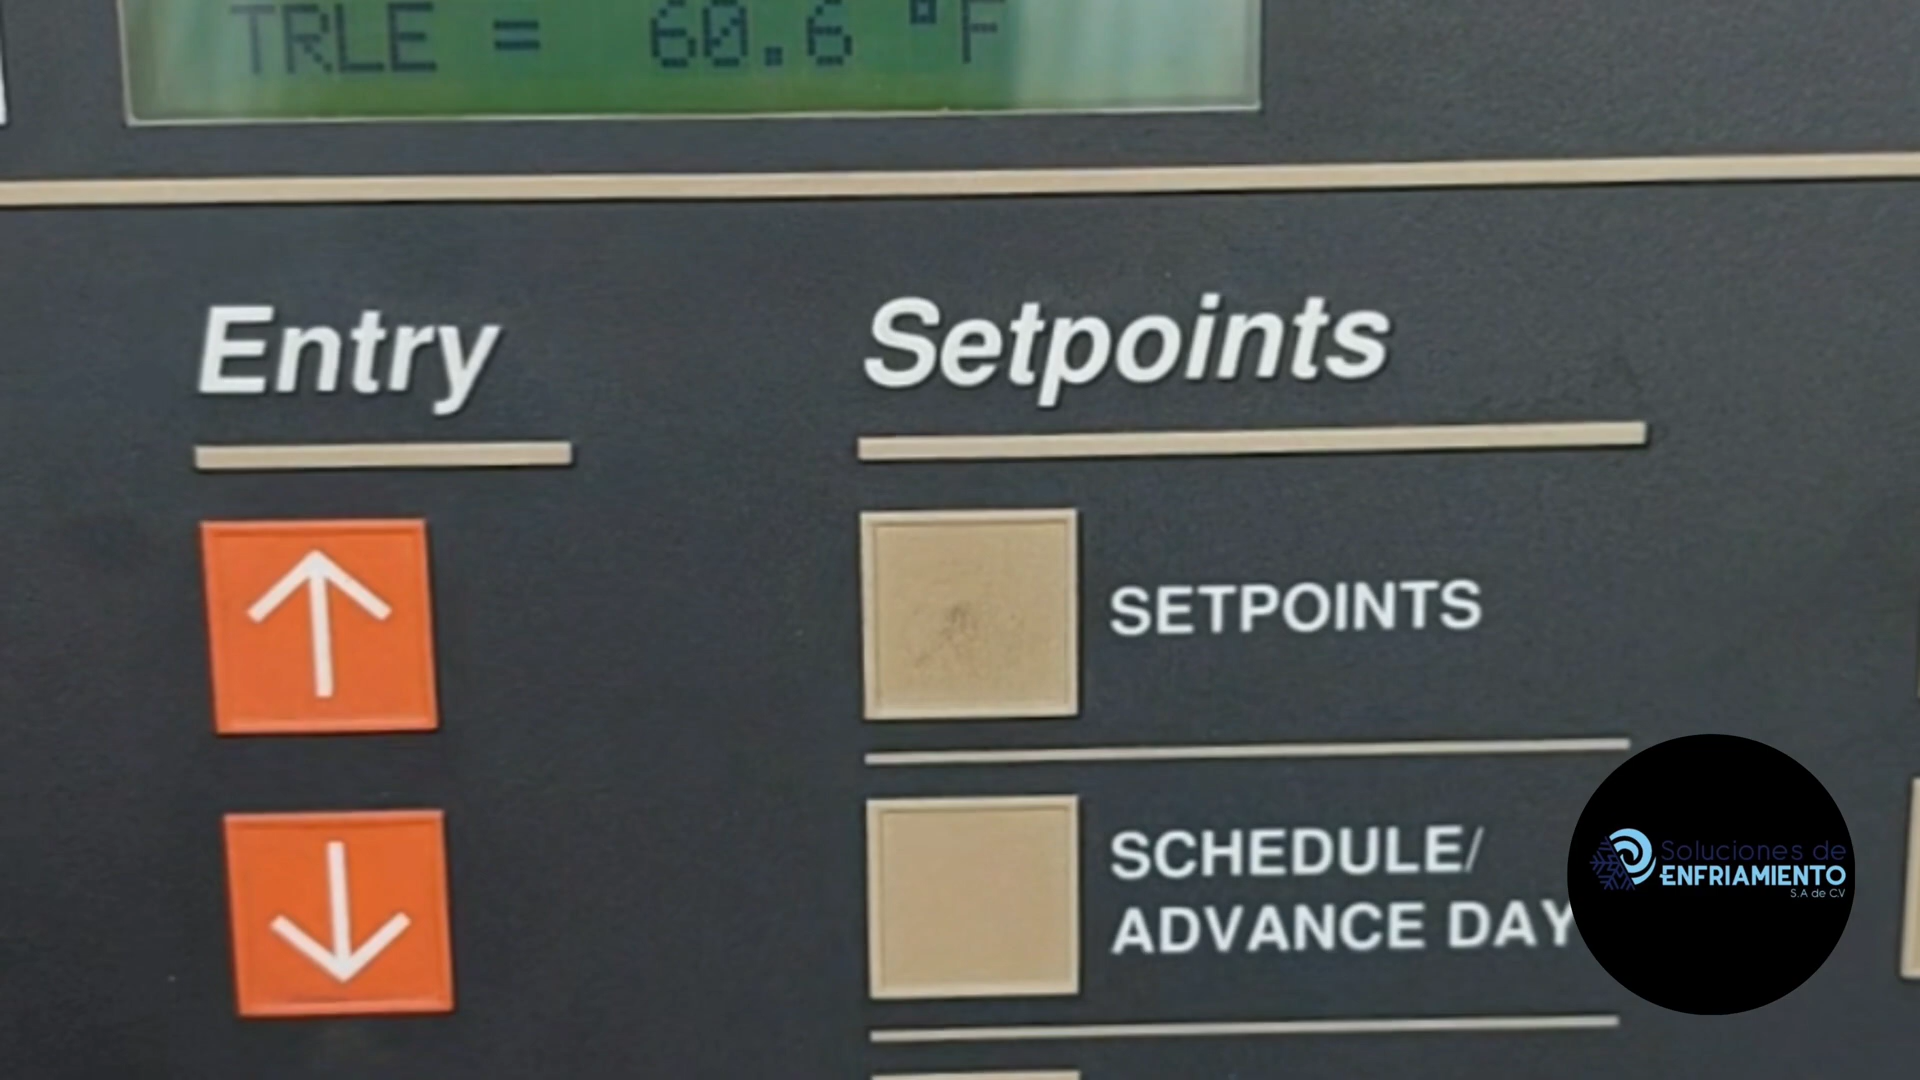 TRLE = 60.6 °F
Entry
Setpoints
SETPOINTS
SCHEDULE/
ADVANCE DAY
Soluciones de
ENFRIAMIENTO
S.A de C.V